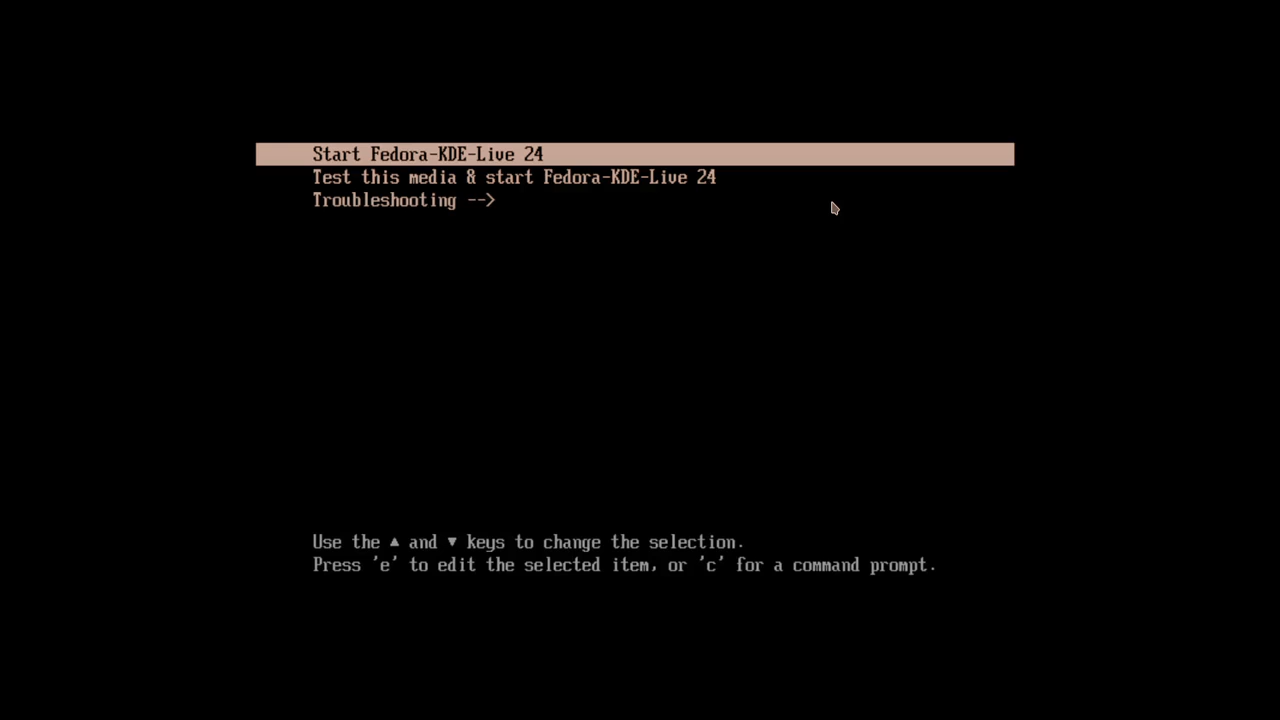 Start Fedora-KDE-Live 24
Test this media & start Fedora-KDE-Live 24
Troubleshooting -->
Use the ▲ and ▼ keys to change the selection.
Press 'e' to edit the selected item, or 'c' for a command prompt.